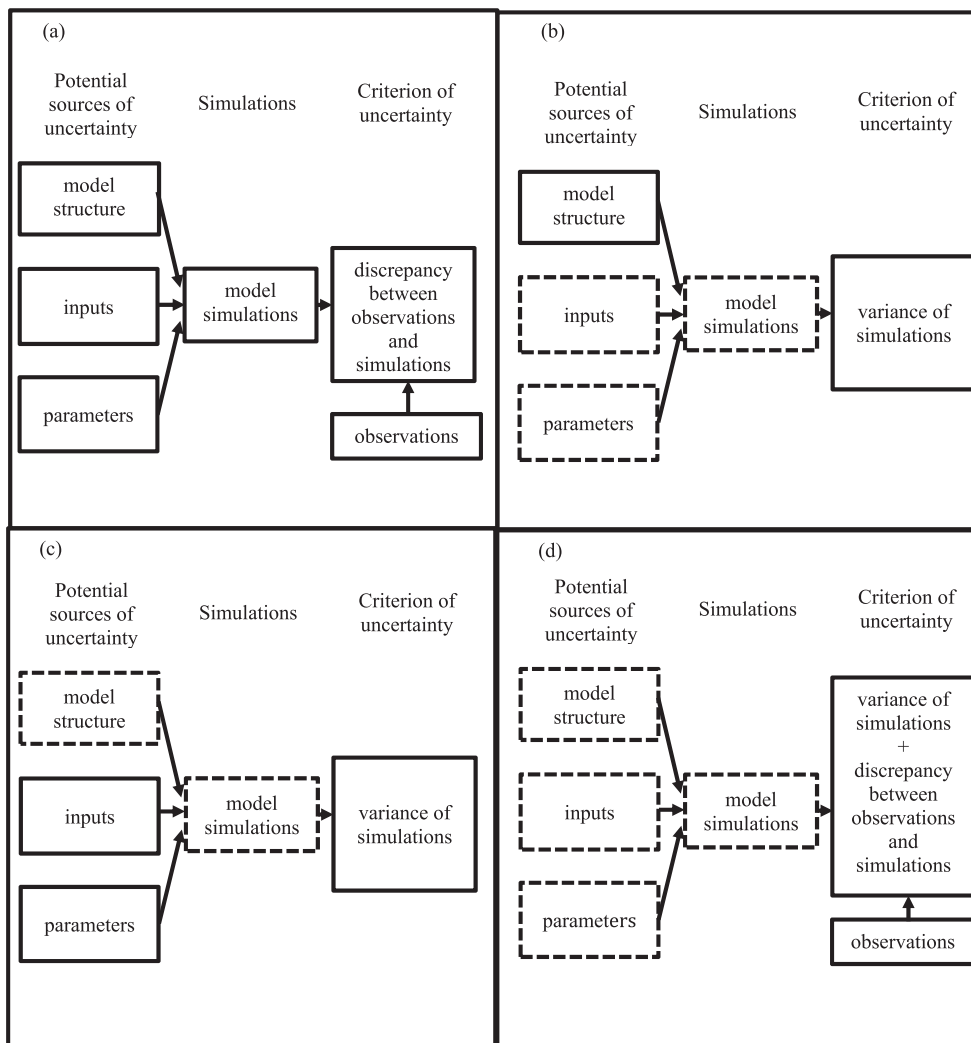 (a)
Potential
sources of
uncertainty
Simulations
Criterion of
uncertainty
model
structure
inputs
parameters
model
simulations
discrepancy
between
observations
and
simulations
observations
(b)
Potential
sources of
uncertainty
Simulations
Criterion of
uncertainty
model
structure
inputs
parameters
model
simulations
variance of
simulations
(c)
Potential
sources of
uncertainty
Simulations
Criterion of
uncertainty
model
structure
inputs
parameters
model
simulations
variance of
simulations
(d)
Potential
sources of
uncertainty
Simulations
Criterion of
uncertainty
model
structure
inputs
parameters
model
simulations
variance of
simulations
+
discrepancy
between
observations
and
simulations
observations